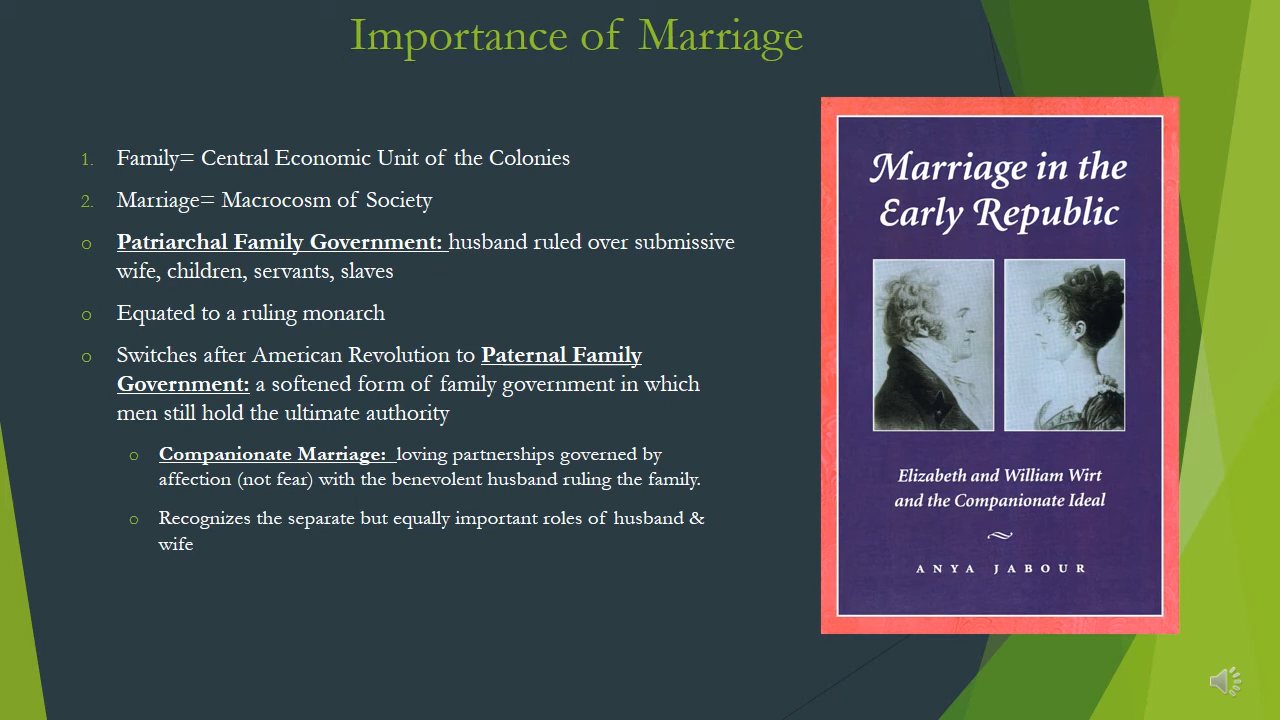 Importance of Marriage
1. Family= Central Economic Unit of the Colonies
2. Marriage= Macrocosm of Society
o Patriarchal Family Government: husband ruled over submissive
wife, children, servants, slaves
o Equated to a ruling monarch
o Switches after American Revolution to Paternal Family
Government: a softened form of family government in which
men still hold the ultimate authority
o Companionate Marriage: loving partnerships governed by
affection (not fear) with the benevolent husband ruling the family.
o Recognizes the separate but equally important roles of husband &
wife
Marriage in the
Early Republic
Elizabeth and William Wirt
and the Companionate Ideal
ANYA JABOUR